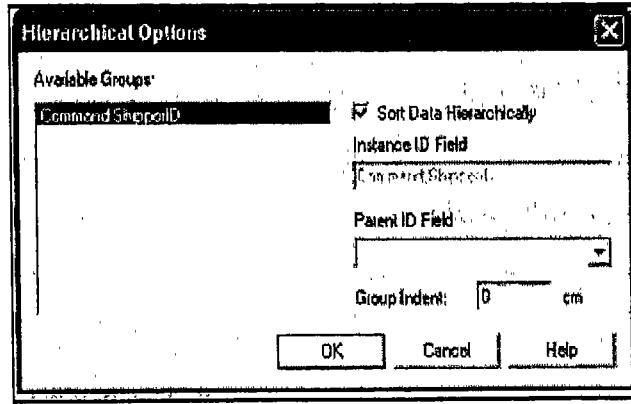 Hierarchical Options
Available Groups:
Command ShipperID
Sort Data Hierarchically
Instance ID Field
Command.ShipperI
Parent ID Field
Group Indent: 0 cm
OK Cancel Help